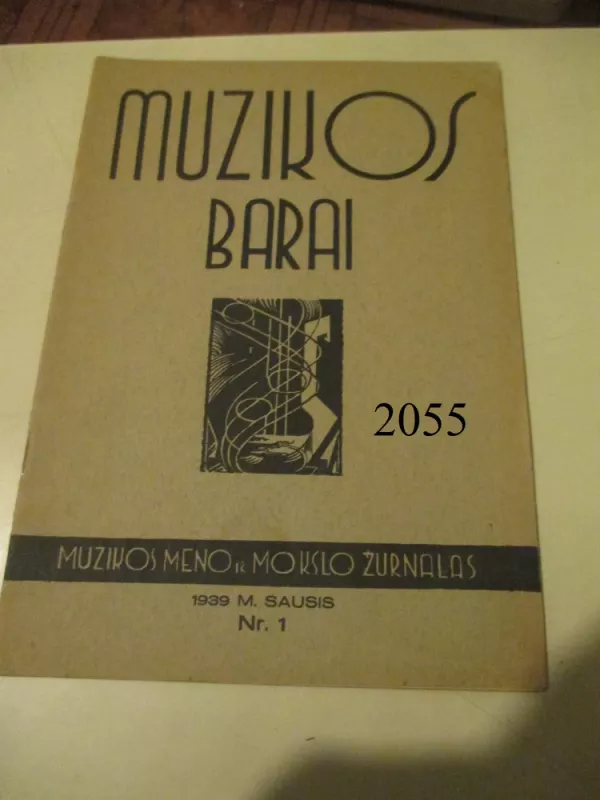 MUZIKOS
BARAI
2055
MUZIKOS MENO IR MOKSLO ŽURNALAS
1939 M. SAUSIS
Nr. 1